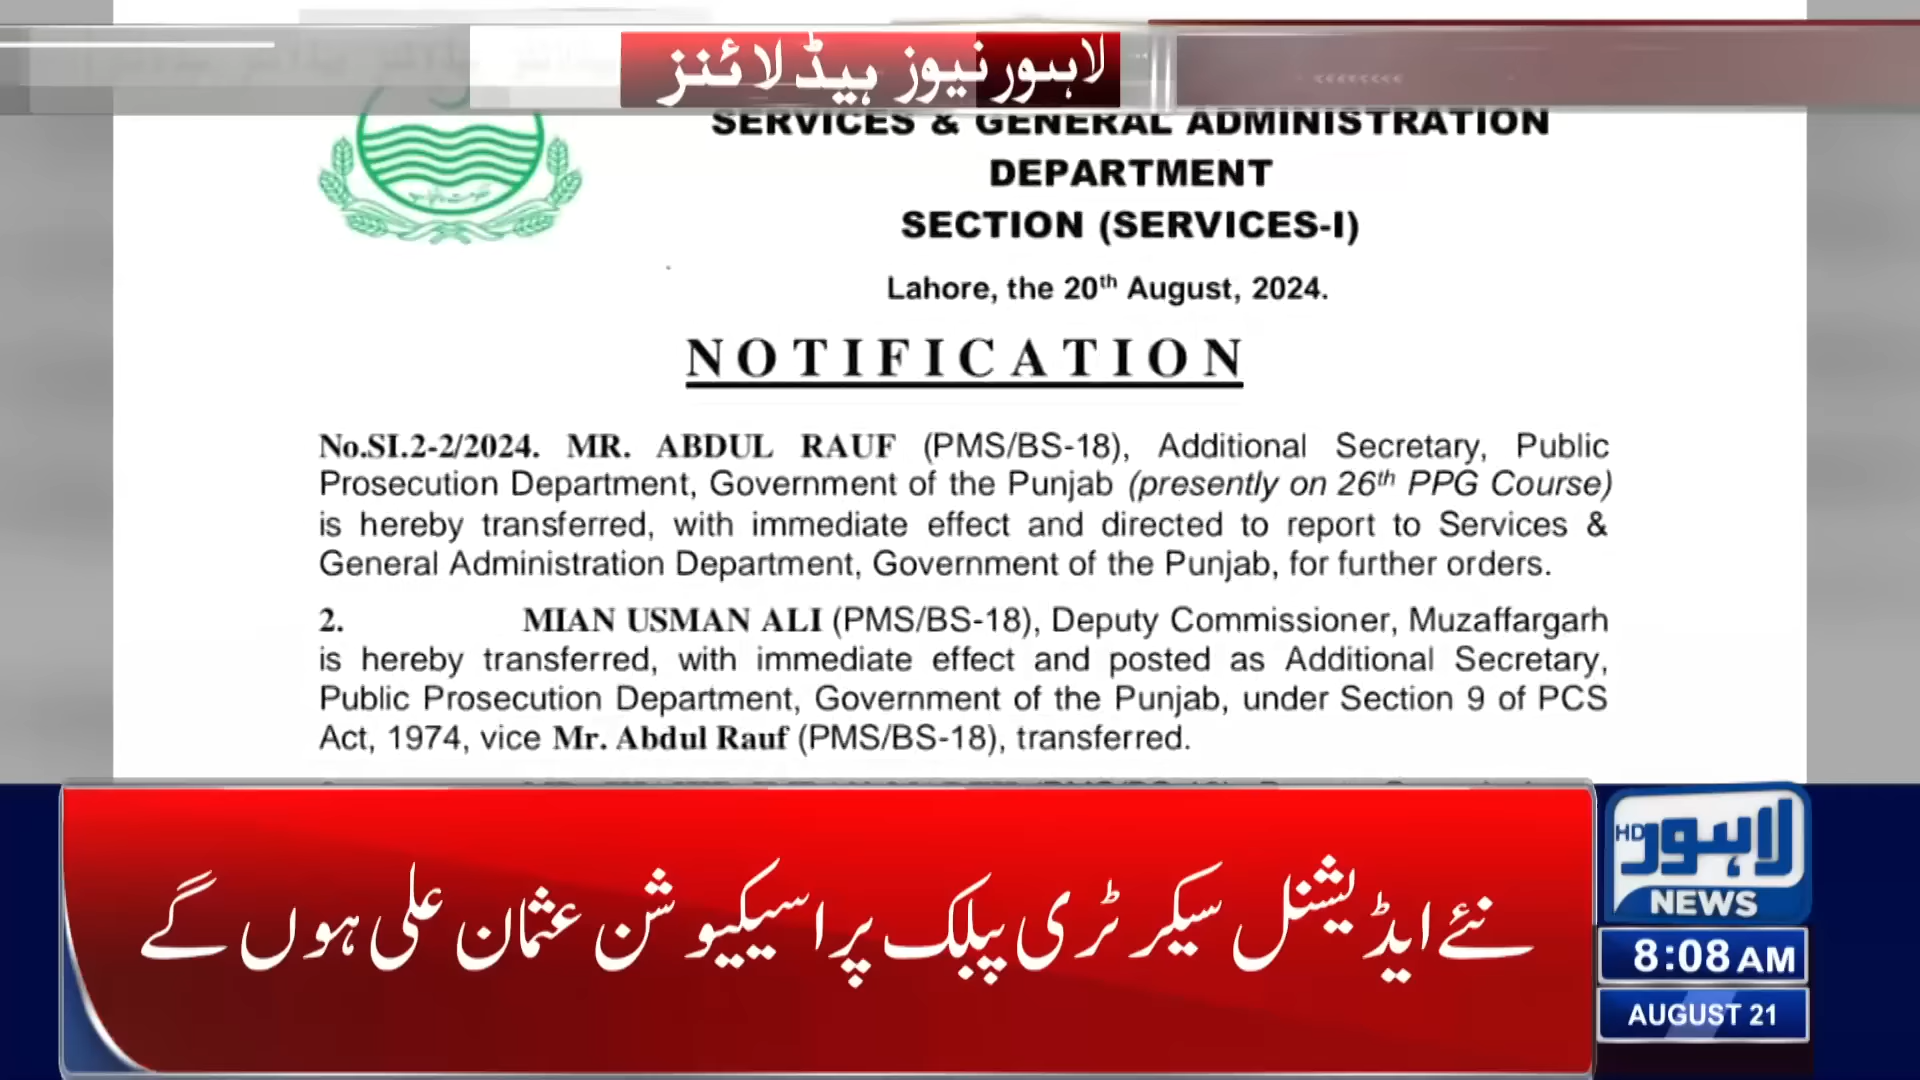 لاہور نیوز ہیڈلائنز
SERVICES & GENERAL ADMINISTRATION
DEPARTMENT
SECTION (SERVICES-I)
Lahore, the 20th August, 2024.
NOTIFICATION
No.SI.2-2/2024. MR. ABDUL RAUF (PMS/BS-18), Additional Secretary, Public
Prosecution Department, Government of the Punjab (presently on 26th PPG Course)
is hereby transferred, with immediate effect and directed to report to Services &
General Administration Department, Government of the Punjab, for further orders.
2. MIAN USMAN ALI (PMS/BS-18), Deputy Commissioner, Muzaffargarh
is hereby transferred, with immediate effect and posted as Additional Secretary,
Public Prosecution Department, Government of the Punjab, under Section 9 of PCS
Act, 1974, vice Mr. Abdul Rauf (PMS/BS-18), transferred.
نئے ایڈیشنل سیکرٹری پبلک پراسیکیوشن عثمان علی ہوں گے
HD لاہور
NEWS
8:08 AM
AUGUST 21